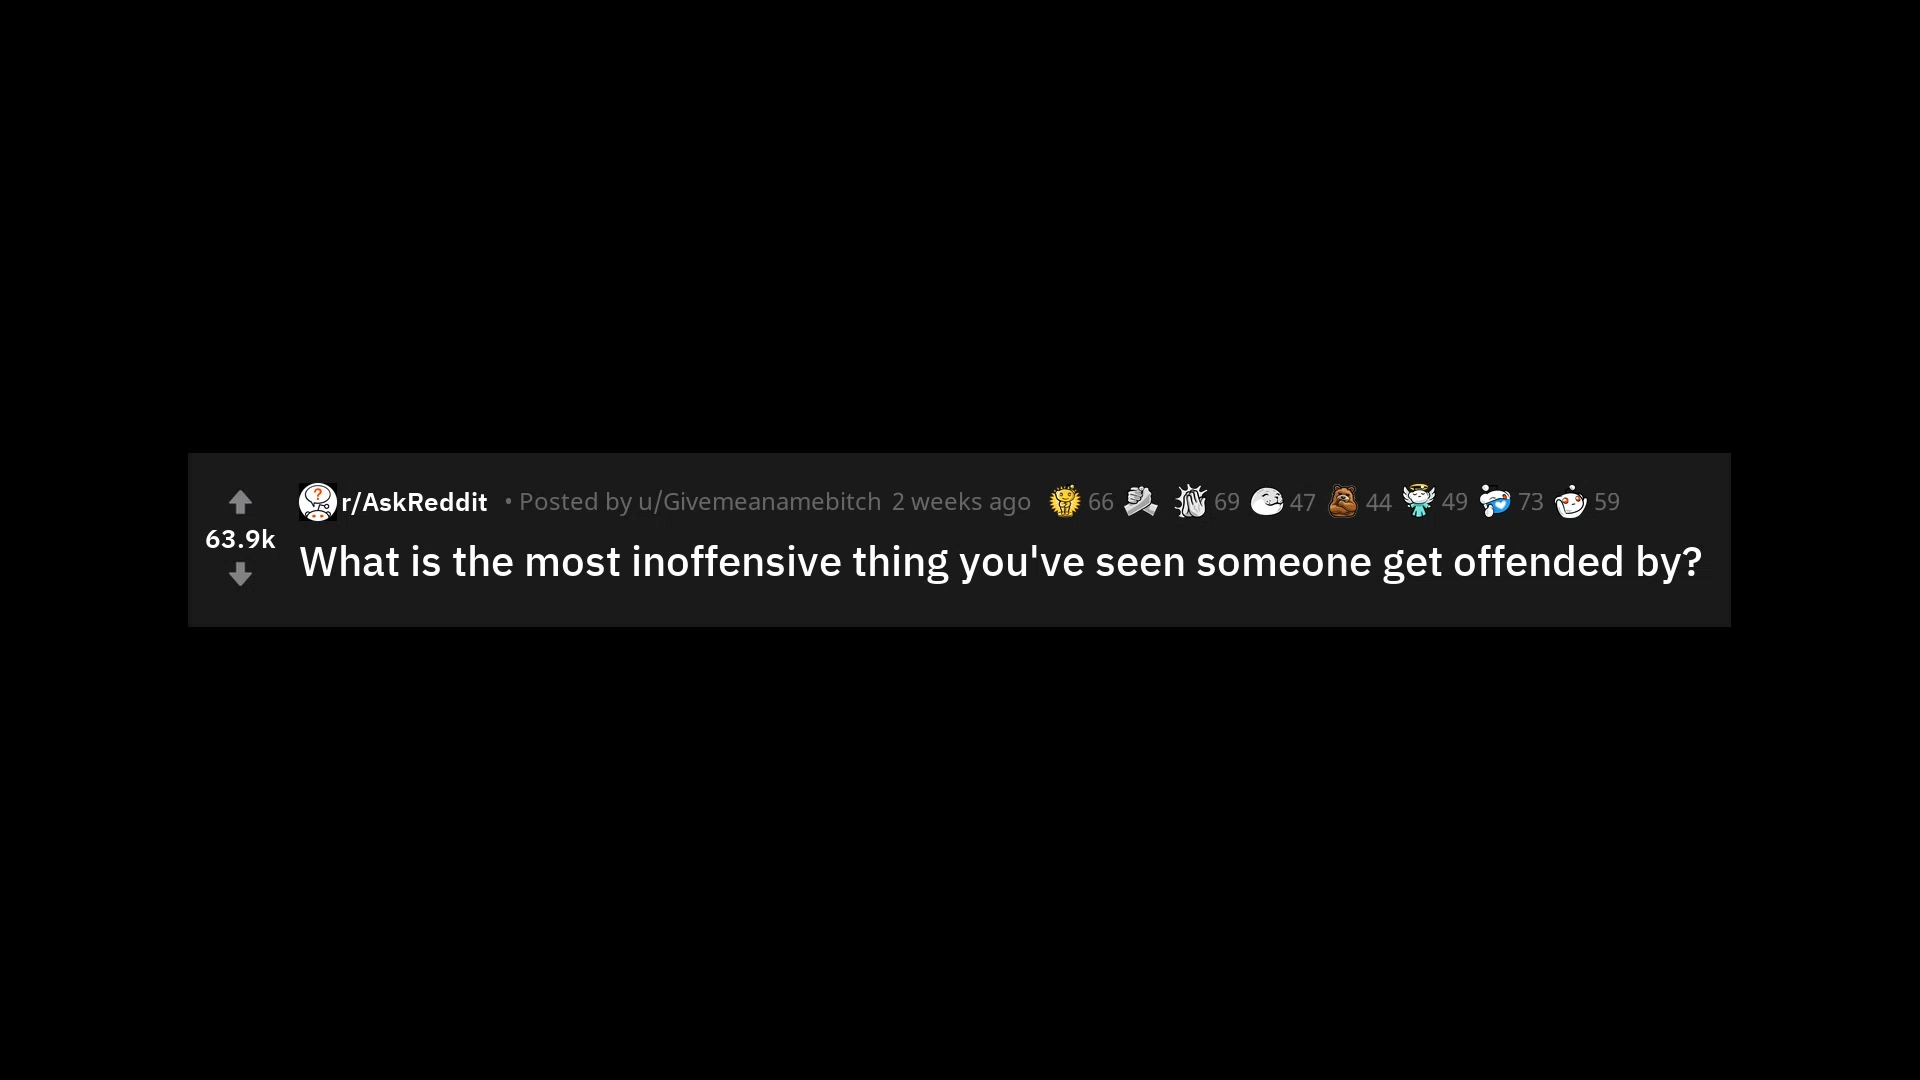 r/AskReddit • Posted by u/Givemeanamebitch 2 weeks ago 66 69 47 44 49 73 59
63.9k
What is the most inoffensive thing you've seen someone get offended by?